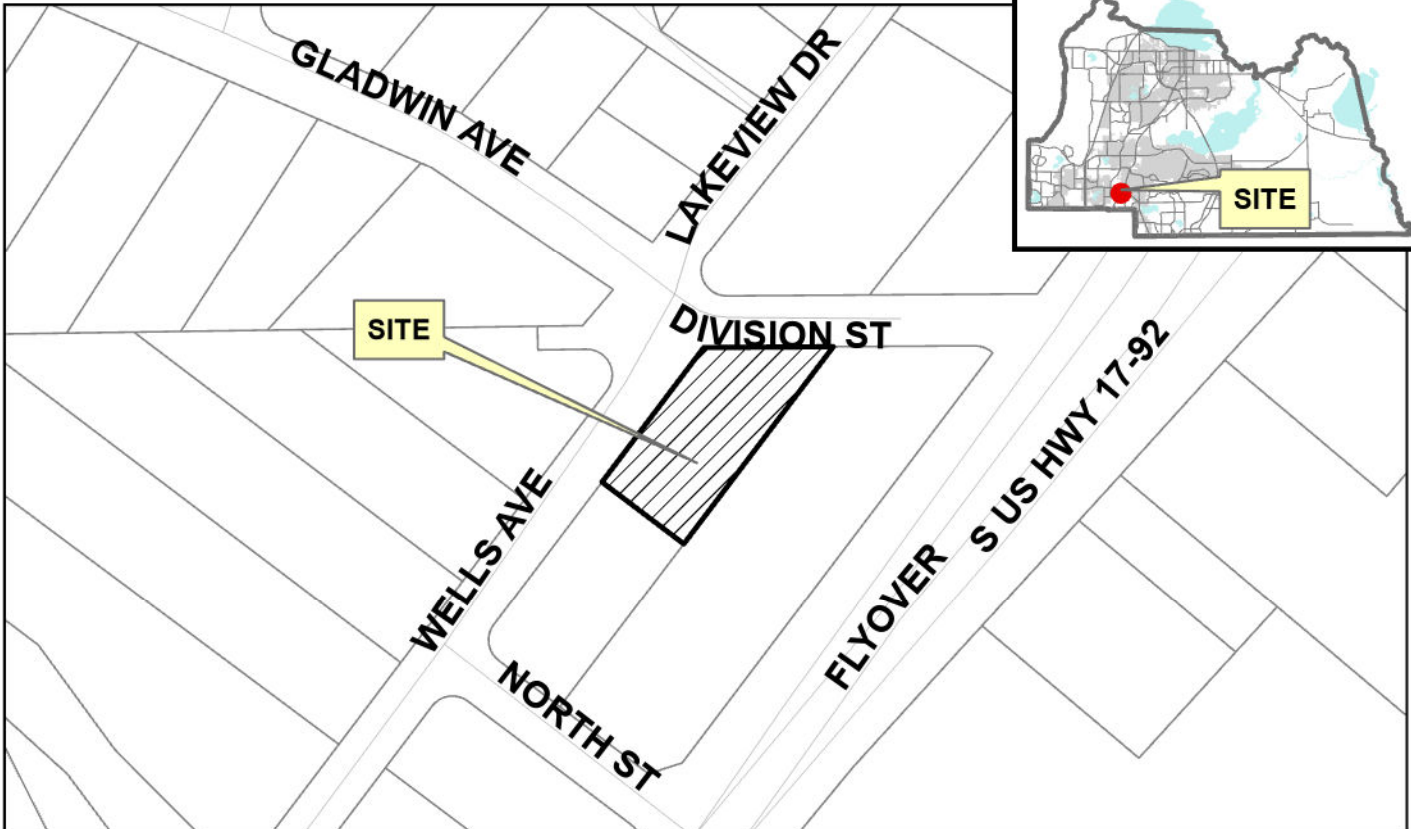 GLADWIN AVE
LAKEVIEW DR
SITE
SITE
DIVISION ST
S US HWY 17-92
WELLS AVE
FLYOVER
NORTH ST